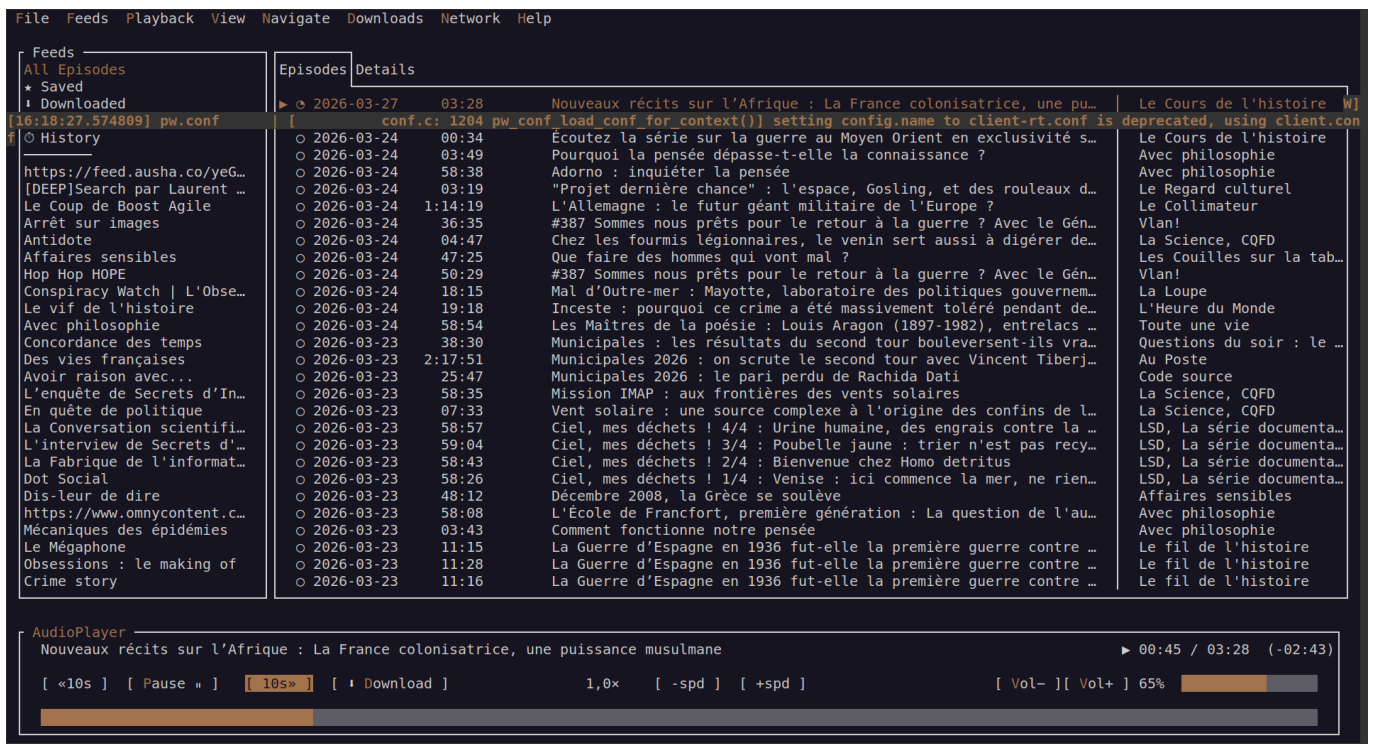 File  Feeds  Playback  View  Navigate  Downloads  Network  Help
Feeds
All Episodes
★ Saved
⬇ Downloaded
[16:18:27.574809] pw.conf | [ conf.c: 1204 pw_conf_load_conf_for_context()] setting config.name to client-rt.conf is deprecated, using client.con
f ⏱ History
https://feed.ausha.co/yeG…
[DEEP]Search par Laurent …
Le Coup de Boost Agile
Arrêt sur images
Antidote
Affaires sensibles
Hop Hop HOPE
Conspiracy Watch | L'Obse…
Le vif de l'histoire
Avec philosophie
Concordance des temps
Des vies françaises
Avoir raison avec...
L’enquête de Secrets d’In…
En quête de politique
La Conversation scientifi…
L'interview de Secrets d'…
La Fabrique de l'informat…
Dot Social
Dis-leur de dire
https://www.omnycontent.c…
Mécaniques des épidémies
Le Mégaphone
Obsessions : le making of
Crime story
Episodes Details
▶ ◔ 2026-03-27 03:28 Nouveaux récits sur l’Afrique : La France colonisatrice, une pu… │ Le Cours de l'histoire W]
○ 2026-03-24 00:34 Écoutez la série sur la guerre au Moyen Orient en exclusivité s… Le Cours de l'histoire
○ 2026-03-24 03:49 Pourquoi la pensée dépasse-t-elle la connaissance ? Avec philosophie
○ 2026-03-24 58:38 Adorno : inquiéter la pensée Avec philosophie
○ 2026-03-24 03:19 "Projet dernière chance" : l'espace, Gosling, et des rouleaux d… Le Regard culturel
○ 2026-03-24 1:14:19 L'Allemagne : le futur géant militaire de l'Europe ? Le Collimateur
○ 2026-03-24 36:35 #387 Sommes nous prêts pour le retour à la guerre ? Avec le Gén… Vlan!
○ 2026-03-24 04:47 Chez les fourmis légionnaires, le venin sert aussi à digérer de… La Science, CQFD
○ 2026-03-24 47:25 Que faire des hommes qui vont mal ? Les Couilles sur la tab…
○ 2026-03-24 50:29 #387 Sommes nous prêts pour le retour à la guerre ? Avec le Gén… Vlan!
○ 2026-03-24 18:15 Mal d’Outre-mer : Mayotte, laboratoire des politiques gouvernem… La Loupe
○ 2026-03-24 19:18 Inceste : pourquoi ce crime a été massivement toléré pendant de… L'Heure du Monde
○ 2026-03-24 58:54 Les Maîtres de la poésie : Louis Aragon (1897-1982), entrelacs … Toute une vie
○ 2026-03-23 38:30 Municipales : les résultats du second tour bouleversent-ils vra… Questions du soir : le …
○ 2026-03-23 2:17:51 Municipales 2026 : on scrute le second tour avec Vincent Tiberj… Au Poste
○ 2026-03-23 25:47 Municipales 2026 : le pari perdu de Rachida Dati Code source
○ 2026-03-23 58:35 Mission IMAP : aux frontières des vents solaires La Science, CQFD
○ 2026-03-23 07:33 Vent solaire : une source complexe à l'origine des confins de l… La Science, CQFD
○ 2026-03-23 58:57 Ciel, mes déchets ! 4/4 : Urine humaine, des engrais contre la … LSD, La série documenta…
○ 2026-03-23 59:04 Ciel, mes déchets ! 3/4 : Poubelle jaune : trier n'est pas recy… LSD, La série documenta…
○ 2026-03-23 58:43 Ciel, mes déchets ! 2/4 : Bienvenue chez Homo detritus LSD, La série documenta…
○ 2026-03-23 58:26 Ciel, mes déchets ! 1/4 : Venise : ici commence la mer, ne rien… LSD, La série documenta…
○ 2026-03-23 48:12 Décembre 2008, la Grèce se soulève Affaires sensibles
○ 2026-03-23 58:08 L'École de Francfort, première génération : La question de l'au… Avec philosophie
○ 2026-03-23 03:43 Comment fonctionne notre pensée Avec philosophie
○ 2026-03-23 11:15 La Guerre d’Espagne en 1936 fut-elle la première guerre contre … Le fil de l'histoire
○ 2026-03-23 11:28 La Guerre d’Espagne en 1936 fut-elle la première guerre contre … Le fil de l'histoire
○ 2026-03-23 11:16 La Guerre d’Espagne en 1936 fut-elle la première guerre contre … Le fil de l'histoire
AudioPlayer
Nouveaux récits sur l’Afrique : La France colonisatrice, une puissance musulmane ▶ 00:45 / 03:28 (-02:43)
[ «10s ] [ Pause ⏸ ] [ 10s» ] [ ⬇ Download ] 1,0× [ -spd ] [ +spd ] [ Vol− ][ Vol+ ] 65%